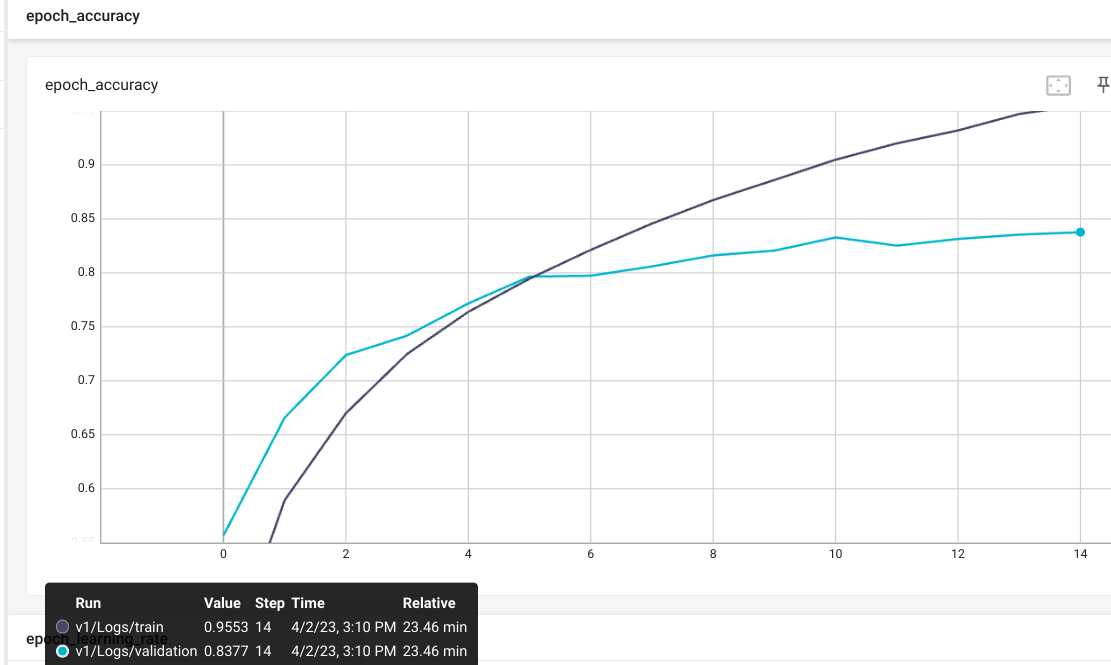 epoch_accuracy
epoch_accuracy
0.9
0.85
0.8
0.75
0.7
0.65
0.6
0.55
0 2 4 6 8 10 12 14
Run Value Step Time Relative
v1/Logs/train 0.9553 14 4/2/23, 3:10 PM 23.46 min
epoch_learning_rate
v1/Logs/validation 0.8377 14 4/2/23, 3:10 PM 23.46 min